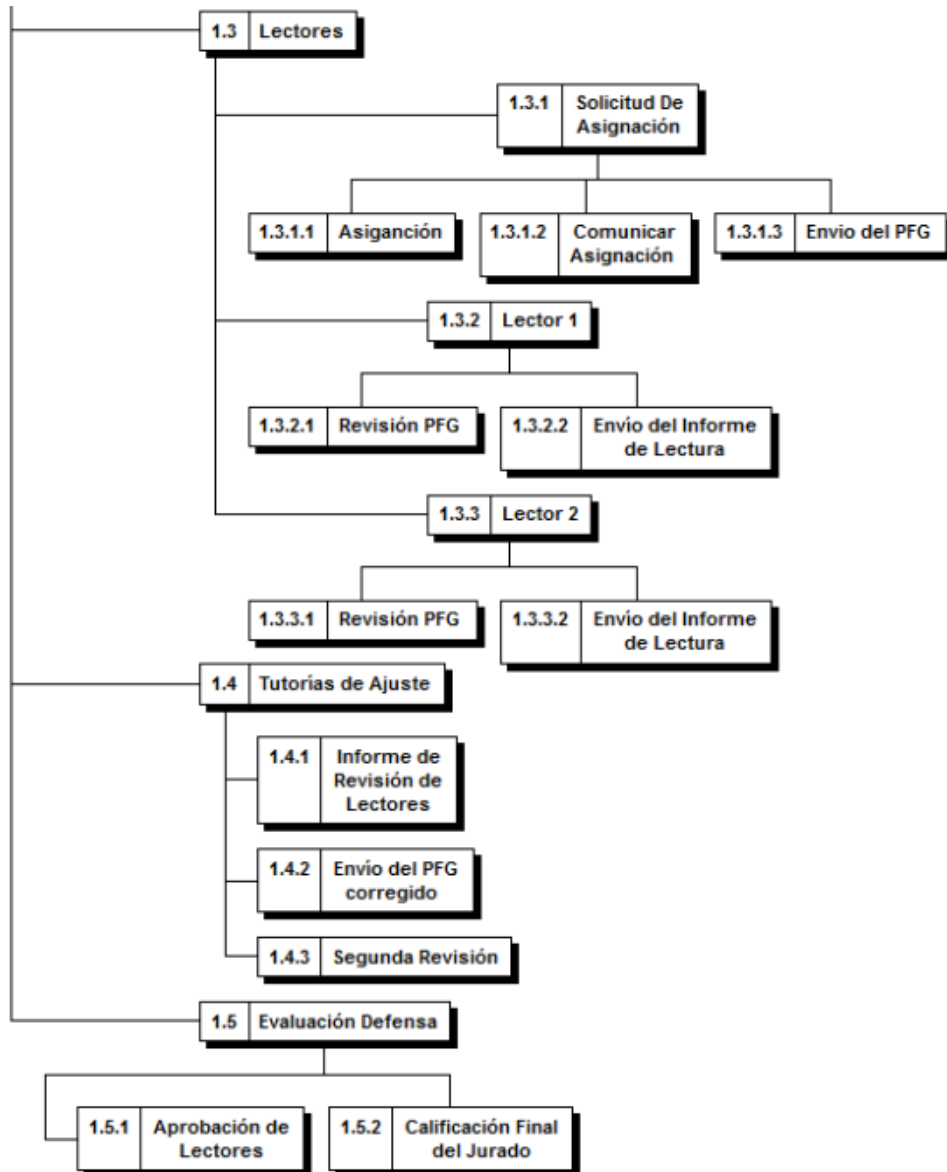 1.3 Lectores
1.3.1 Solicitud De
Asignación
1.3.1.1 Asigańción
1.3.1.2 Comunicar
Asignación
1.3.1.3 Envio del PFG
1.3.2 Lector 1
1.3.2.1 Revisión PFG
1.3.2.2 Envío del Informe
de Lectura
1.3.3 Lector 2
1.3.3.1 Revisión PFG
1.3.3.2 Envío del Informe
de Lectura
1.4 Tutorías de Ajuste
1.4.1 Informe de
Revisión de
Lectores
1.4.2 Envío del PFG
corregido
1.4.3 Segunda Revisión
1.5 Evaluación Defensa
1.5.1 Aprobación de
Lectores
1.5.2 Calificación Final
del Jurado